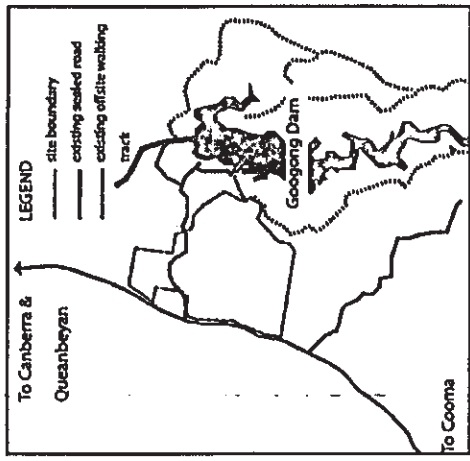 To Canberra &
Queanbeyan
LEGEND
site boundary
existing sealed road
existing offsite walking
track
Googong Dam
To Cooma